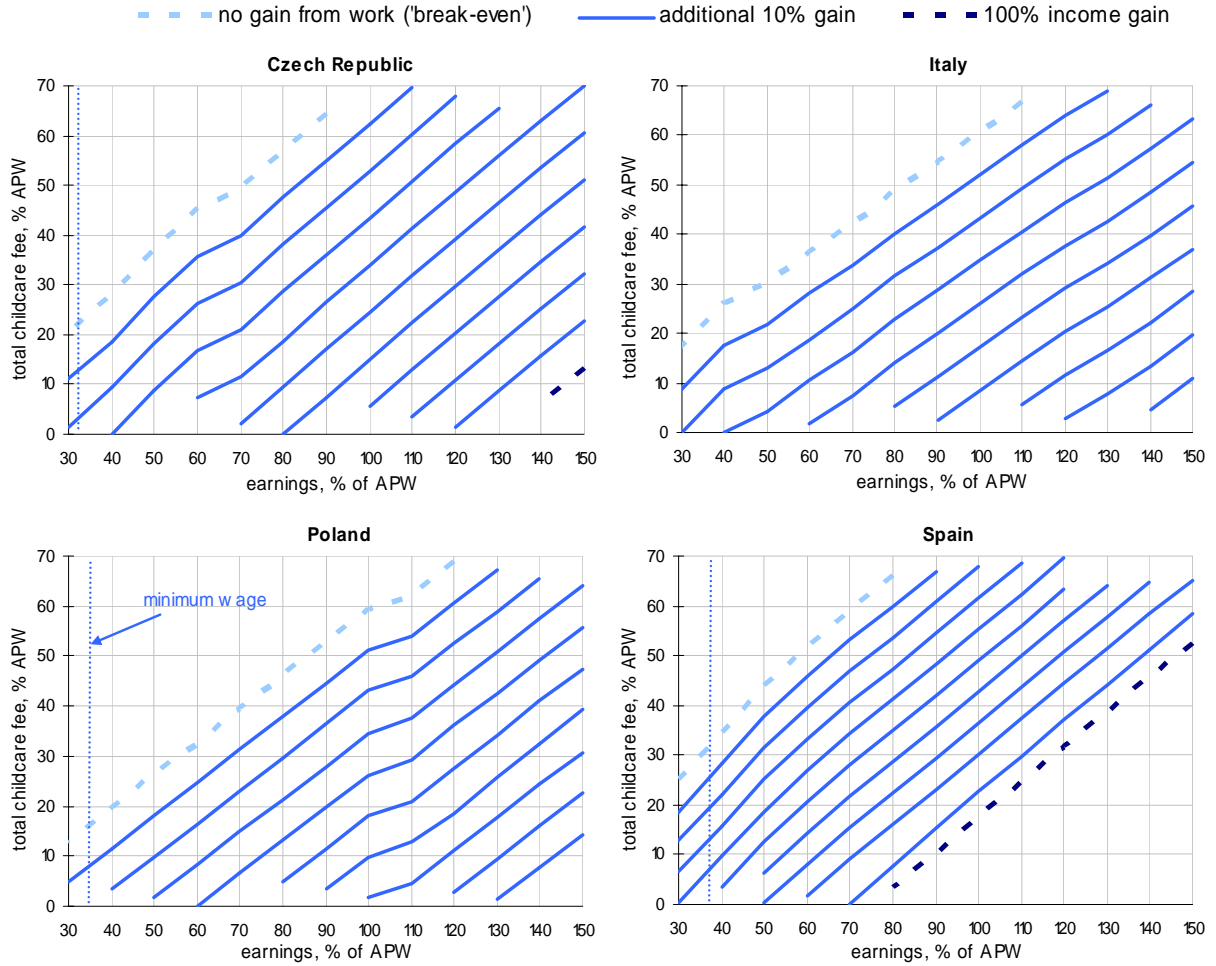 no gain from work ('break-even') additional 10% gain 100% income gain
Czech Republic
total childcare fee, % APW
70
60
50
40
30
20
10
0
30 40 50 60 70 80 90 100 110 120 130 140 150
earnings, % of APW
Italy
total childcare fee, % APW
70
60
50
40
30
20
10
0
30 40 50 60 70 80 90 100 110 120 130 140 150
earnings, % of APW
Poland
total childcare fee, % APW
70
60
50
40
30
20
10
0
minimum wage
30 40 50 60 70 80 90 100 110 120 130 140 150
earnings, % of APW
Spain
total childcare fee, % APW
70
60
50
40
30
20
10
0
30 40 50 60 70 80 90 100 110 120 130 140 150
earnings, % of APW